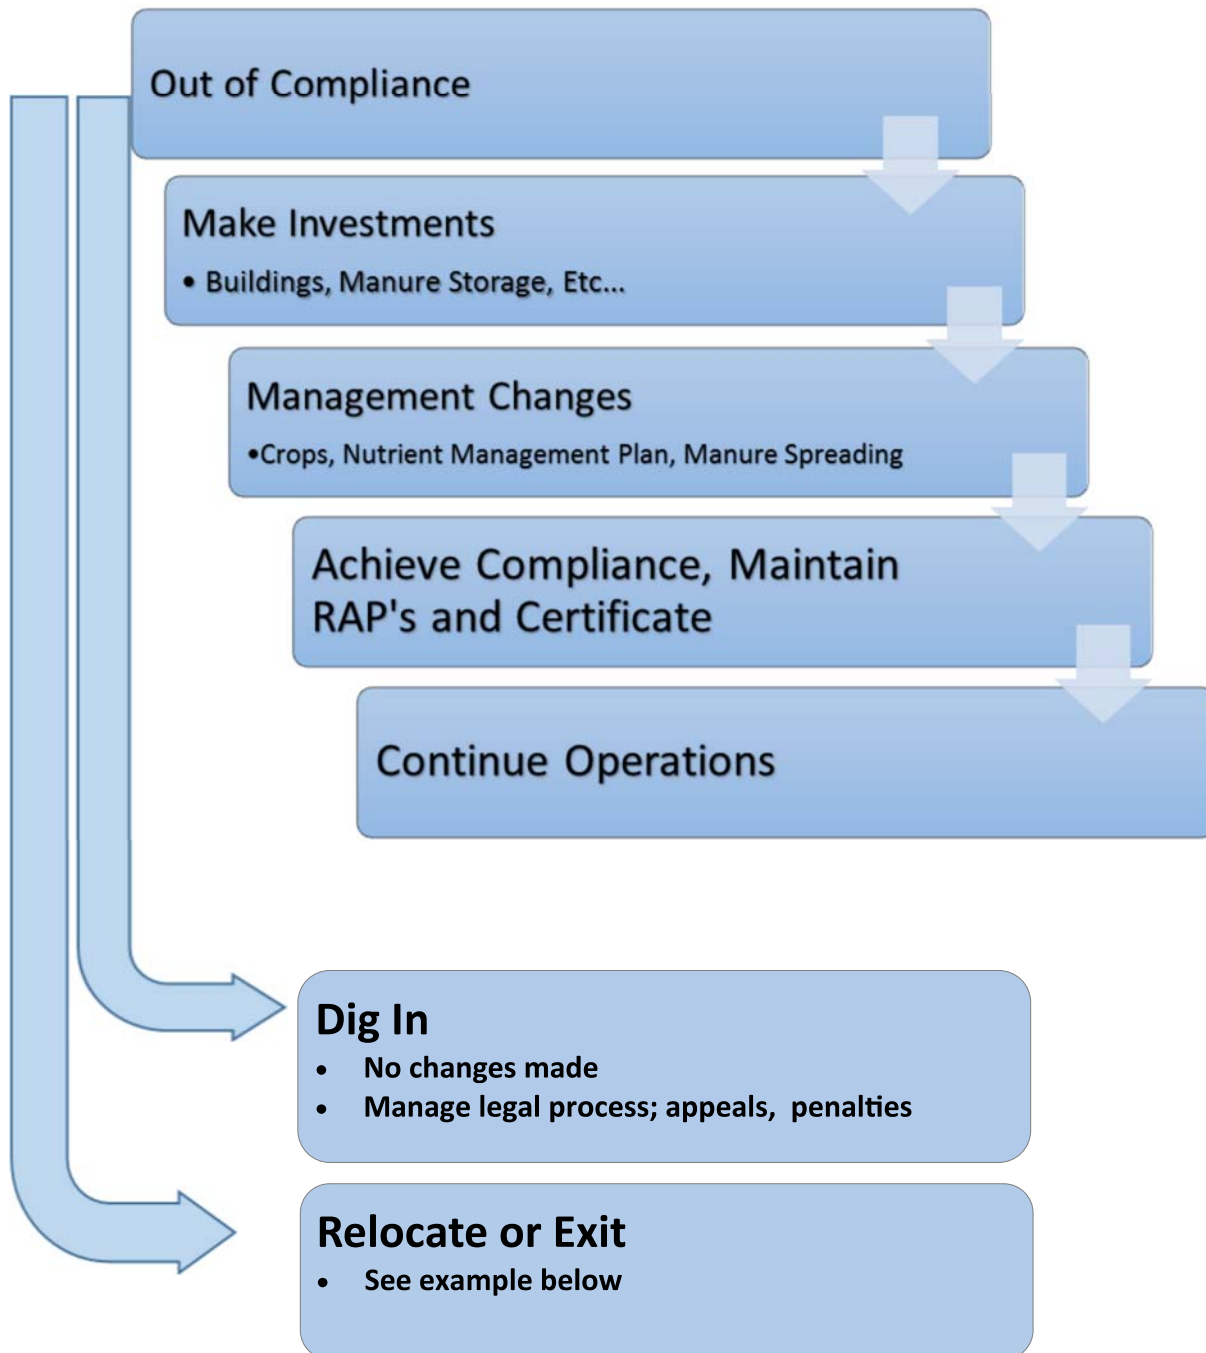 Out of Compliance
Make Investments
• Buildings, Manure Storage, Etc...
Management Changes
•Crops, Nutrient Management Plan, Manure Spreading
Achieve Compliance, Maintain
RAP's and Certificate
Continue Operations
Dig In
• No changes made
• Manage legal process; appeals, penalties
Relocate or Exit
• See example below